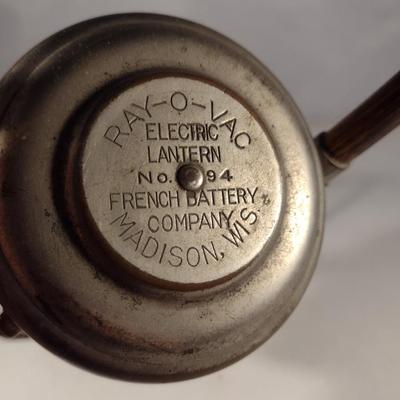 RAY-O-VAC
ELECTRIC
LANTERN
No. 94
FRENCH BATTERY
COMPANY
MADISON, WIS.